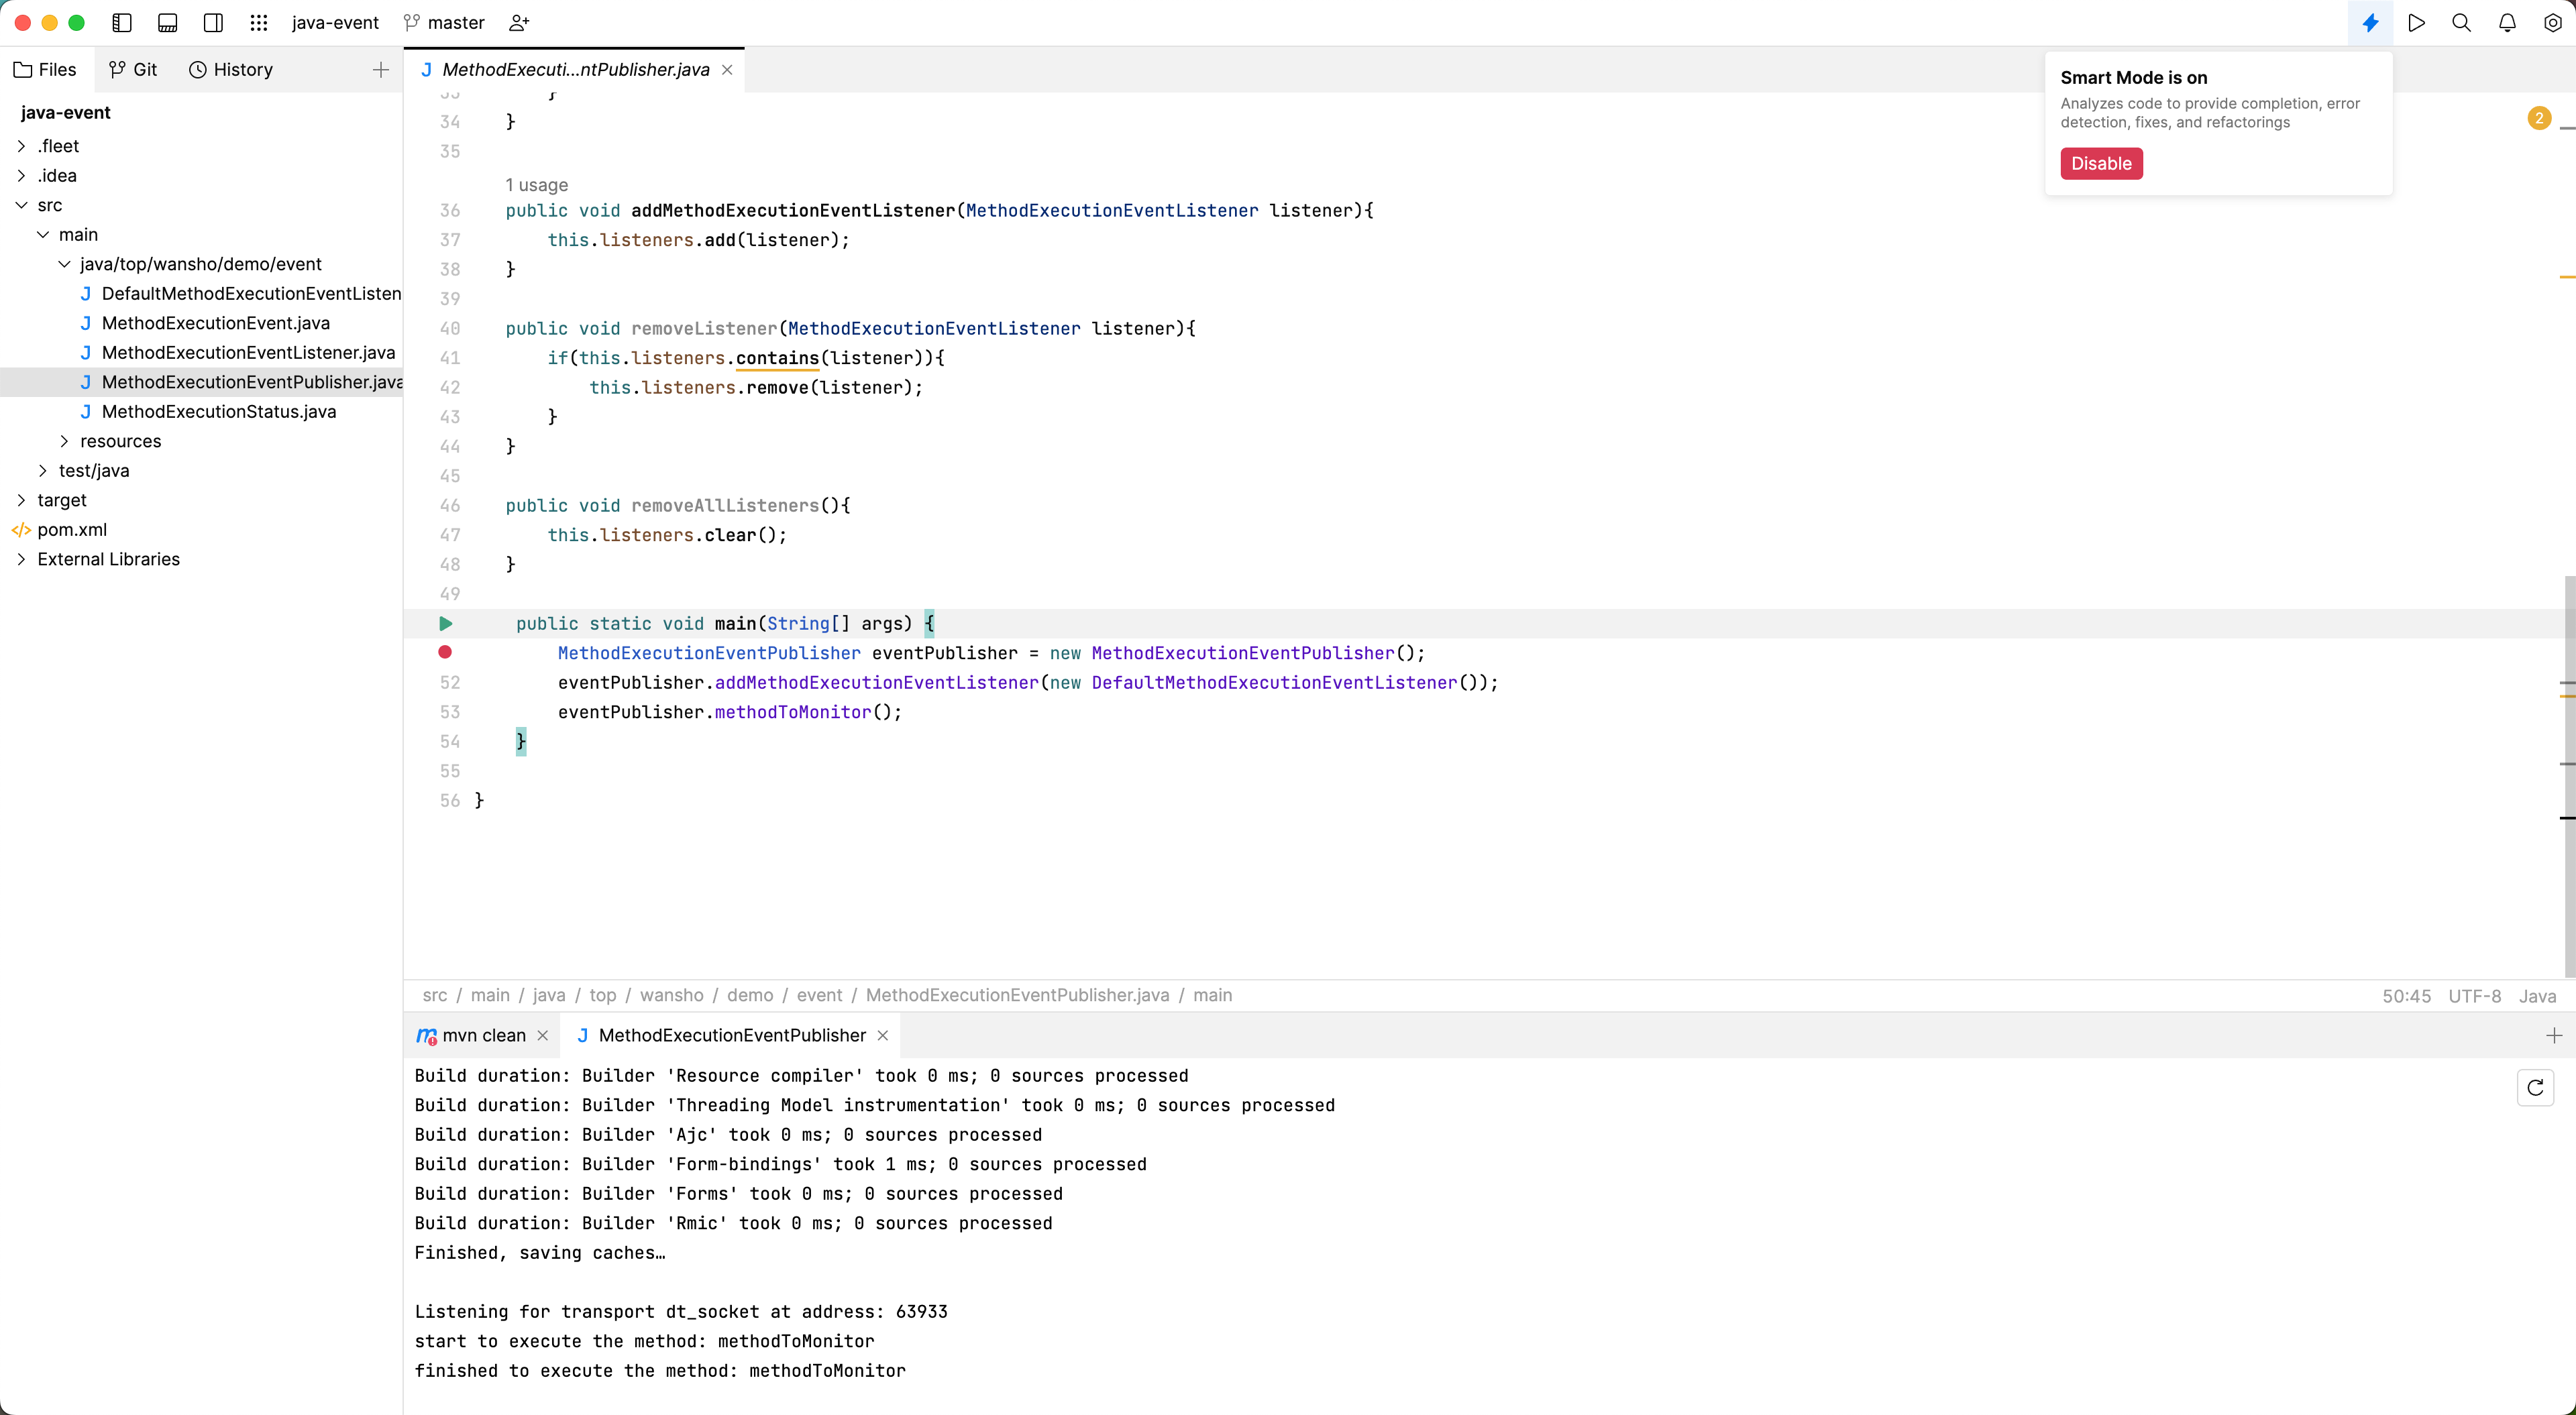 java-event master
Files Git History
MethodExecuti...ntPublisher.java
java-event
.fleet
.idea
src
main
java/top/wansho/demo/event
DefaultMethodExecutionEventListen
MethodExecutionEvent.java
MethodExecutionEventListener.java
MethodExecutionEventPublisher.java
MethodExecutionStatus.java
resources
test/java
target
</> pom.xml
External Libraries
Smart Mode is on
Analyzes code to provide completion, error
detection, fixes, and refactorings
Disable
2
33 }
34 }
35
1 usage
36 public void addMethodExecutionEventListener(MethodExecutionEventListener listener){
37 this.listeners.add(listener);
38 }
39
40 public void removeListener(MethodExecutionEventListener listener){
41 if(this.listeners.contains(listener)){
42 this.listeners.remove(listener);
43 }
44 }
45
46 public void removeAllListeners(){
47 this.listeners.clear();
48 }
49
public static void main(String[] args) {
MethodExecutionEventPublisher eventPublisher = new MethodExecutionEventPublisher();
52 eventPublisher.addMethodExecutionEventListener(new DefaultMethodExecutionEventListener());
53 eventPublisher.methodToMonitor();
54 }
55
56 }
src / main / java / top / wansho / demo / event / MethodExecutionEventPublisher.java / main
50:45 UTF-8 Java
mvn clean MethodExecutionEventPublisher
Build duration: Builder 'Resource compiler' took 0 ms; 0 sources processed
Build duration: Builder 'Threading Model instrumentation' took 0 ms; 0 sources processed
Build duration: Builder 'Ajc' took 0 ms; 0 sources processed
Build duration: Builder 'Form-bindings' took 1 ms; 0 sources processed
Build duration: Builder 'Forms' took 0 ms; 0 sources processed
Build duration: Builder 'Rmic' took 0 ms; 0 sources processed
Finished, saving caches…
Listening for transport dt_socket at address: 63933
start to execute the method: methodToMonitor
finished to execute the method: methodToMonitor